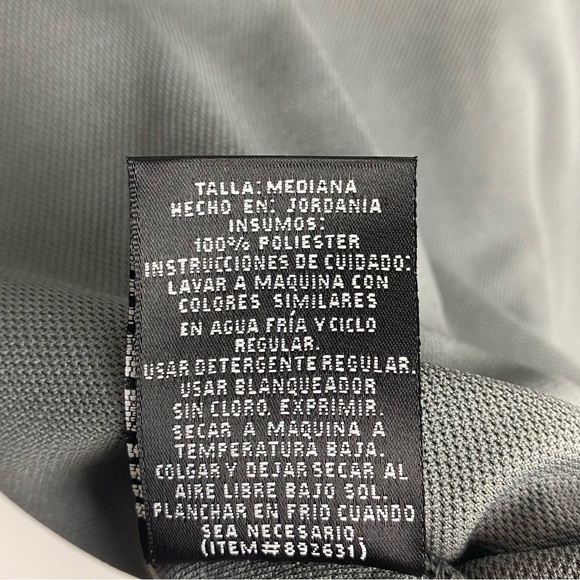 TALLA: MEDIANA
HECHO EN: JORDANIA
INSUMOS:
100% POLIESTER
INSTRUCCIONES DE CUIDADO:
LAVAR A MAQUINA CON
COLORES SIMILARES
EN AGUA FRÍA Y CICLO
REGULAR.
USAR DETERGENTE REGULAR.
USAR BLANQUEADOR
SIN CLORO. EXPRIMIR.
SECAR A MAQUINA A
TEMPERATURA BAJA.
COLGAR Y DEJAR SECAR AL
AIRE LIBRE BAJO SOL.
PLANCHAR EN FRIO CUANDO
SEA NECESARIO.
(ITEM#892631)